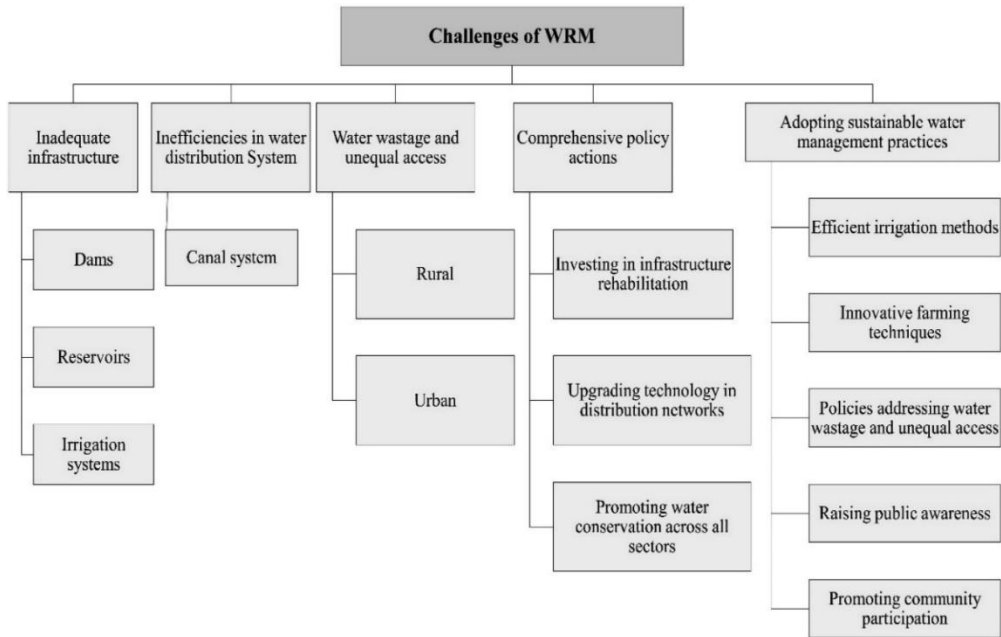 Challenges of WRM
Inadequate
infrastructure
Dams
Reservoirs
Irrigation
systems
Inefficiencies in water
distribution System
Canal system
Water wastage and
unequal access
Rural
Urban
Comprehensive policy
actions
Investing in infrastructure
rehabilitation
Upgrading technology in
distribution networks
Promoting water
conservation across all
sectors
Adopting sustainable water
management practices
Efficient irrigation methods
Innovative farming
techniques
Policies addressing water
wastage and unequal access
Raising public awareness
Promoting community
participation